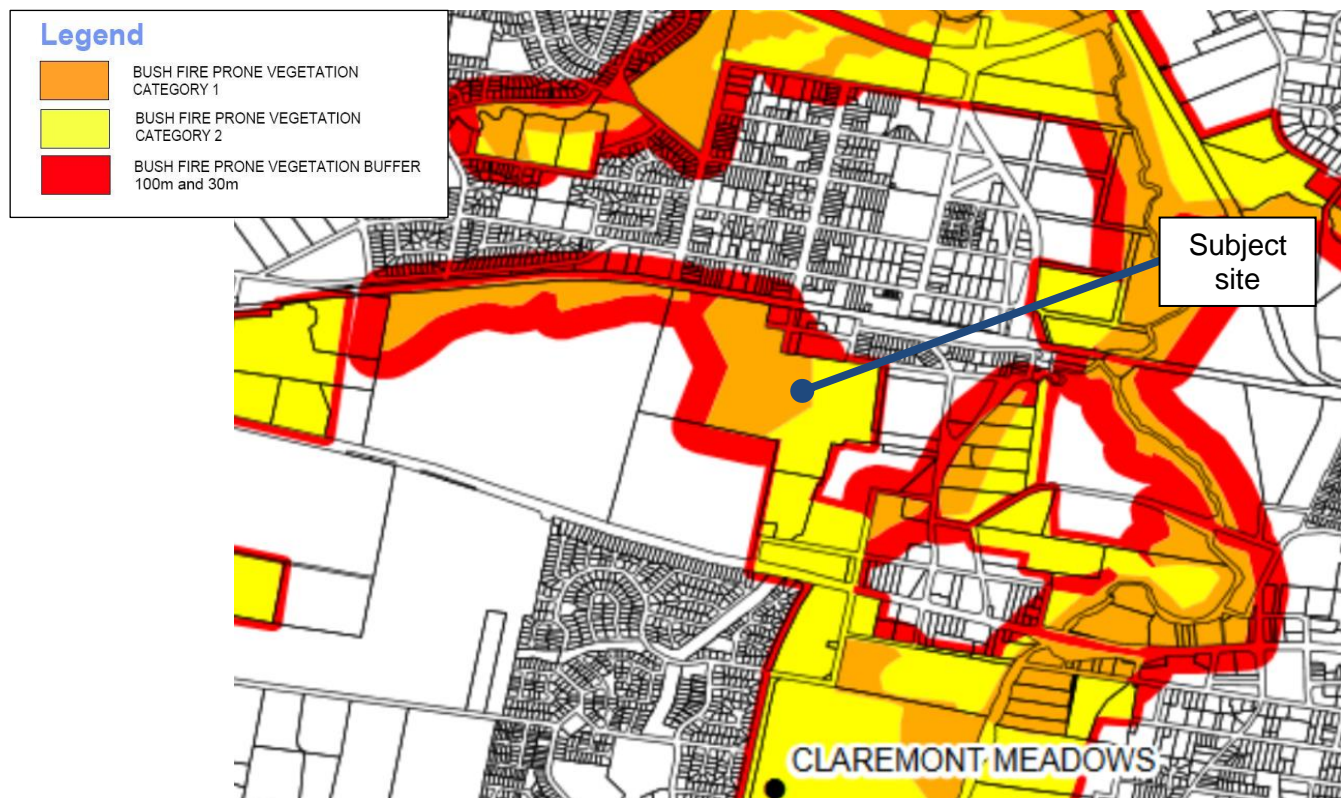 Legend
BUSH FIRE PRONE VEGETATION
CATEGORY 1
BUSH FIRE PRONE VEGETATION
CATEGORY 2
BUSH FIRE PRONE VEGETATION BUFFER
100m and 30m
Subject
site
CLAREMONT MEADOWS